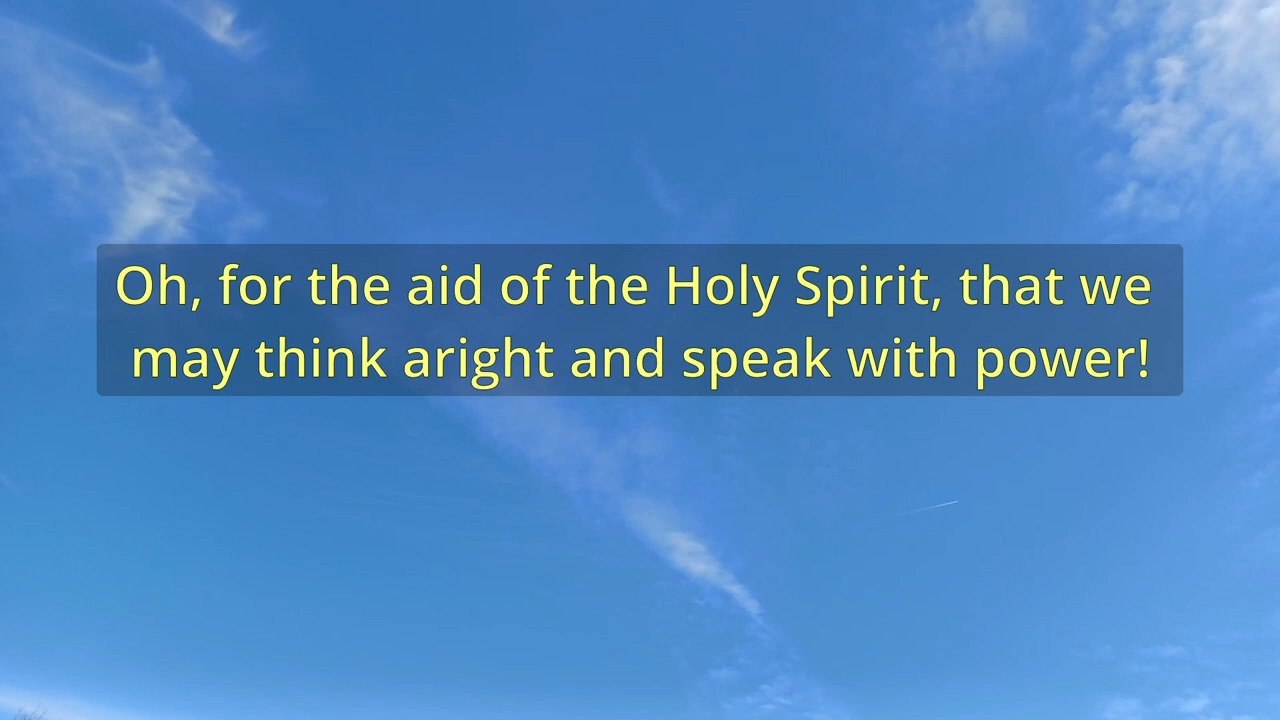 Oh, for the aid of the Holy Spirit, that we
may think aright and speak with power!